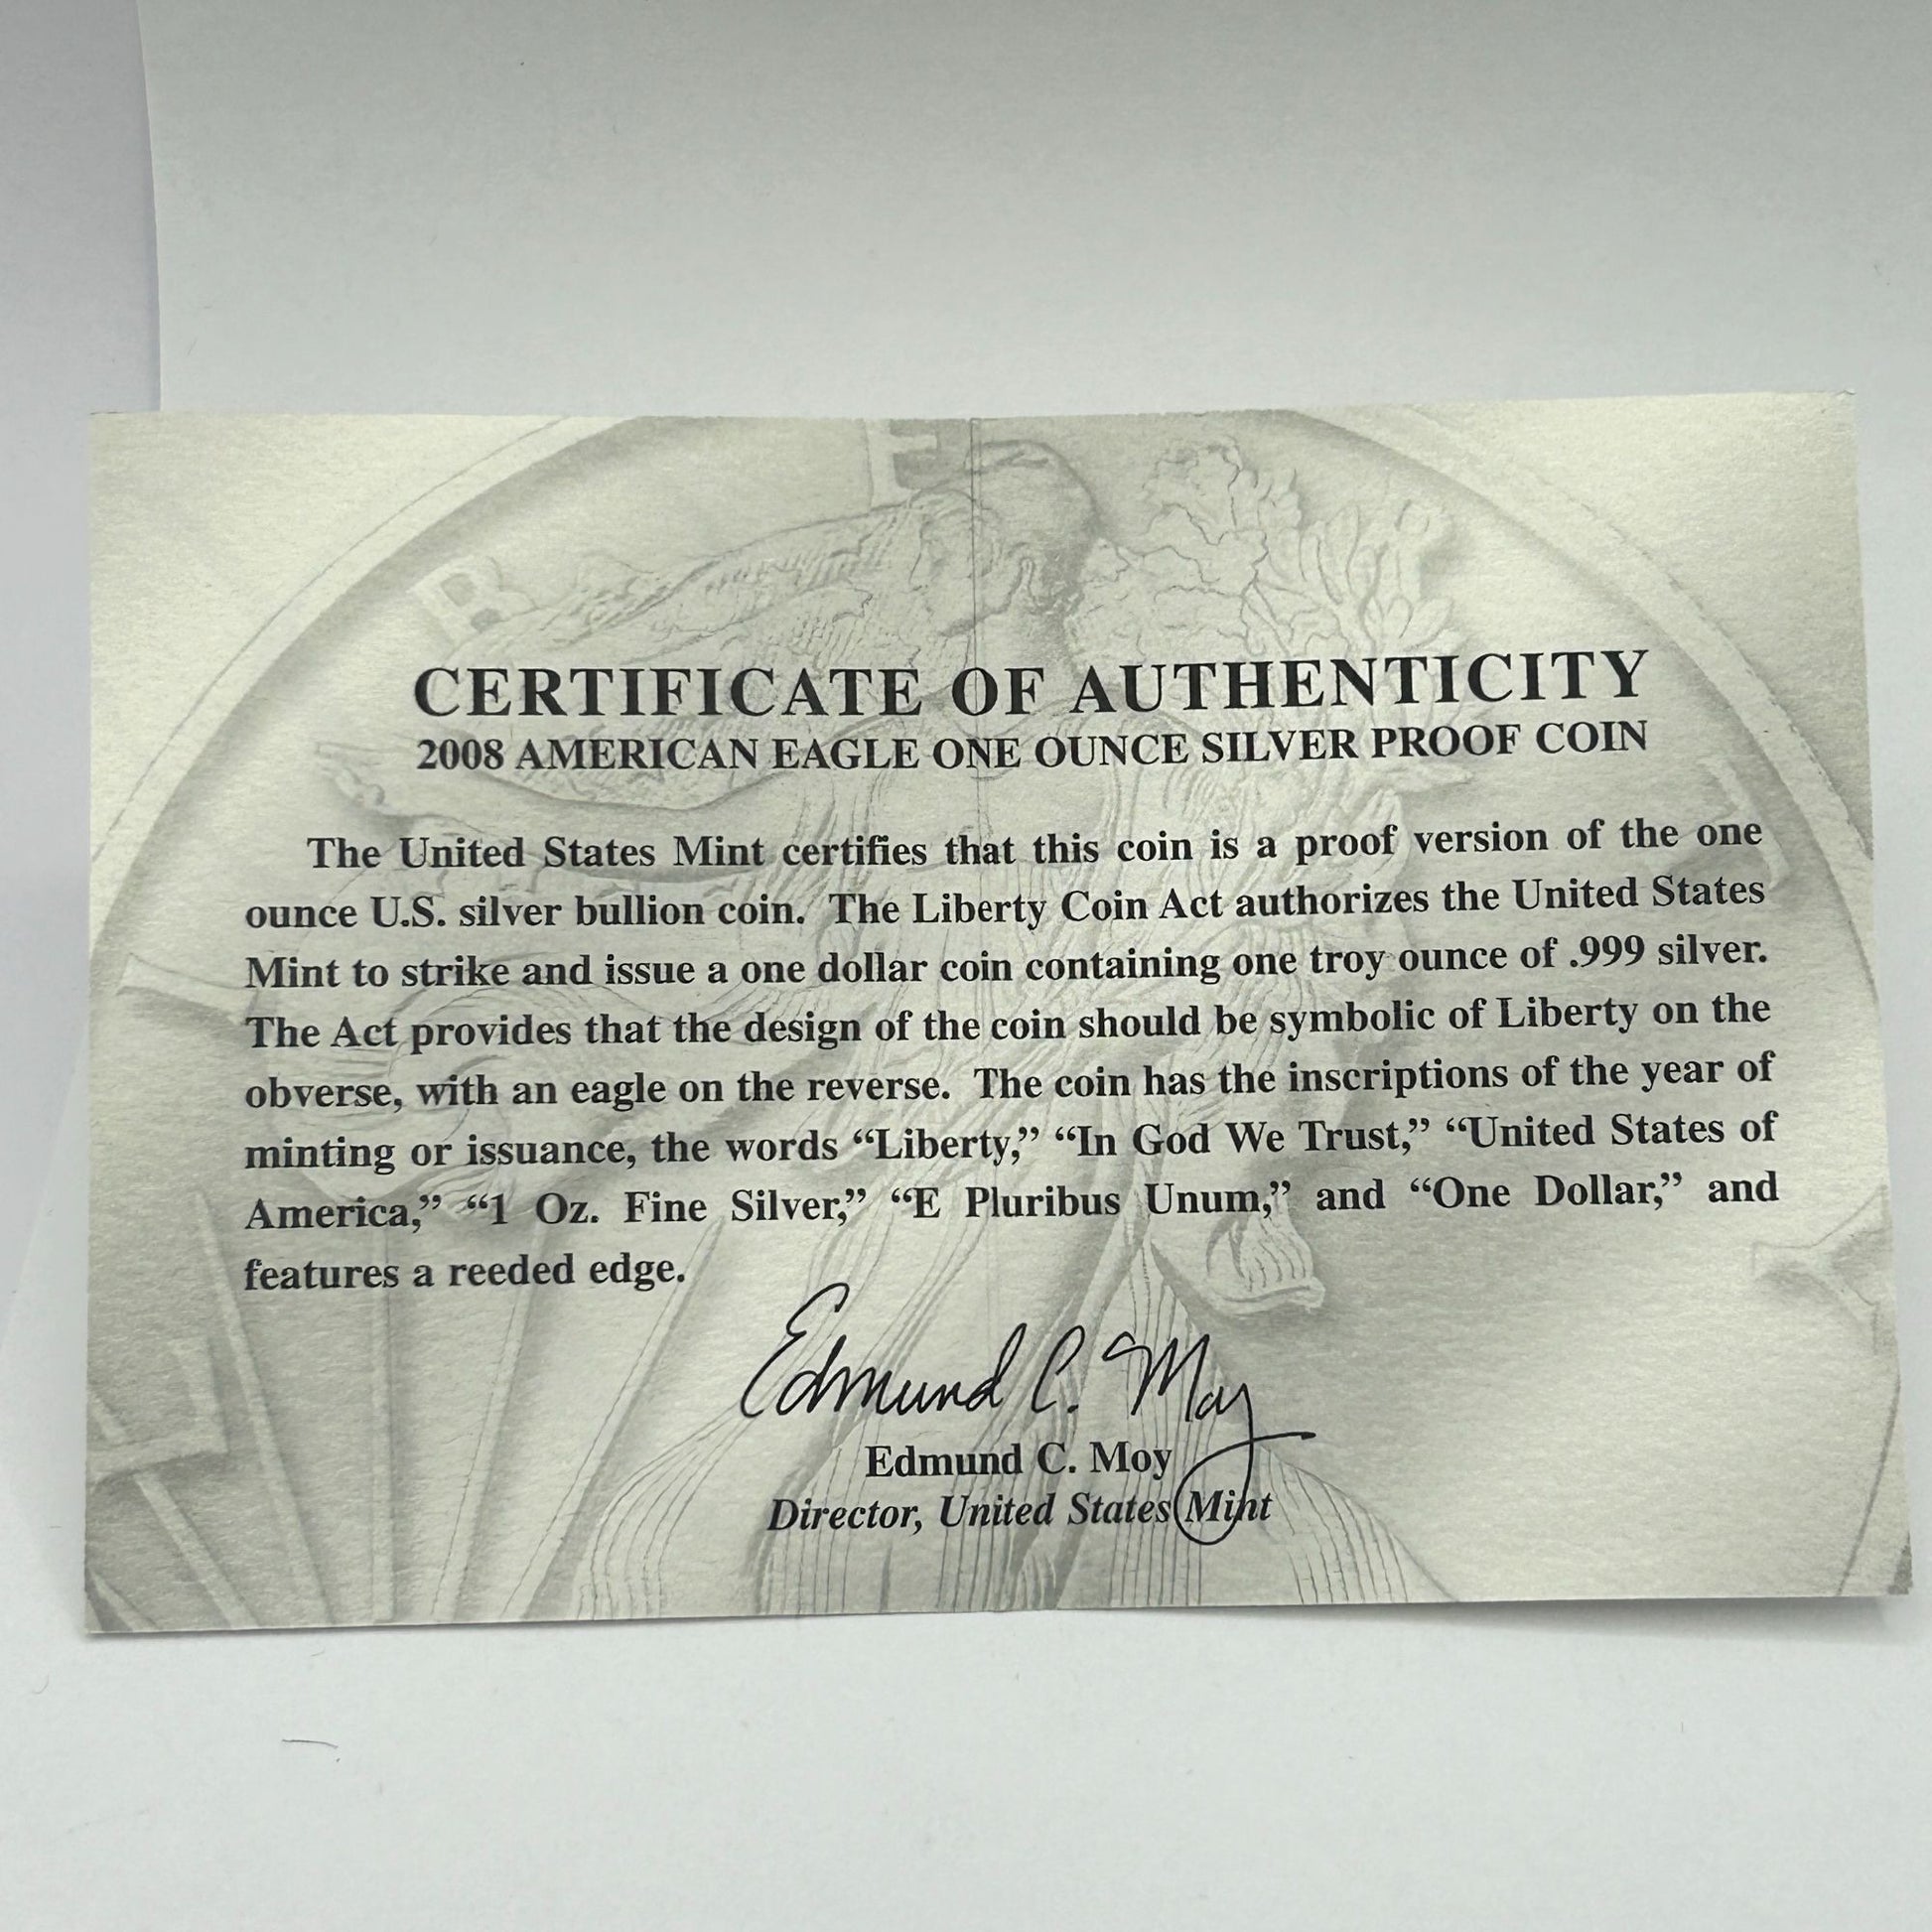 CERTIFICATE OF AUTHENTICITY
2008 AMERICAN EAGLE ONE OUNCE SILVER PROOF COIN
The United States Mint certifies that this coin is a proof version of the one
ounce U.S. silver bullion coin. The Liberty Coin Act authorizes the United States
Mint to strike and issue a one dollar coin containing one troy ounce of .999 silver.
The Act provides that the design of the coin should be symbolic of Liberty on the
obverse, with an eagle on the reverse. The coin has the inscriptions of the year of
minting or issuance, the words “Liberty,” “In God We Trust,” “United States of
America,” “1 Oz. Fine Silver,” “E Pluribus Unum,” and “One Dollar,” and
features a reeded edge.
Edmund C. Moy
Edmund C. Moy
Director, United States Mint